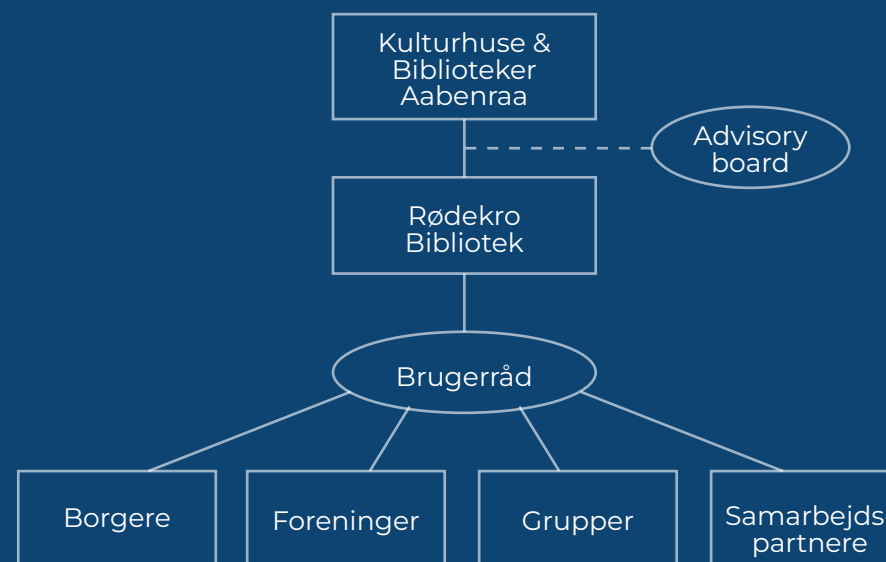 Kulturhuse &
Biblioteker
Aabenraa
Advisory
board
Rødekro
Bibliotek
Brugerråd
Borgere
Foreninger
Grupper
Samarbejds
partnere